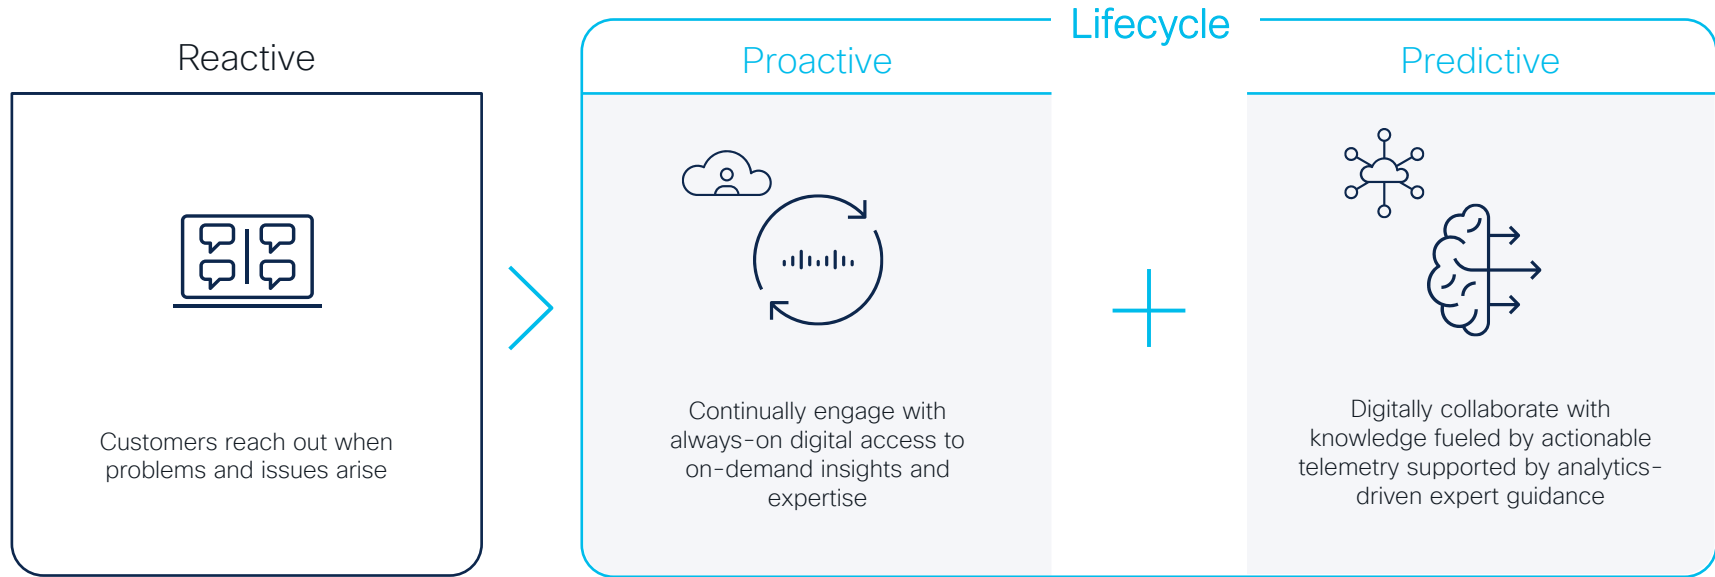 Lifecycle
Reactive
Proactive
Predictive
Customers reach out when
problems and issues arise
Continually engage with
always-on digital access to
on-demand insights and
expertise
Digitally collaborate with
knowledge fueled by actionable
telemetry supported by analytics-
driven expert guidance